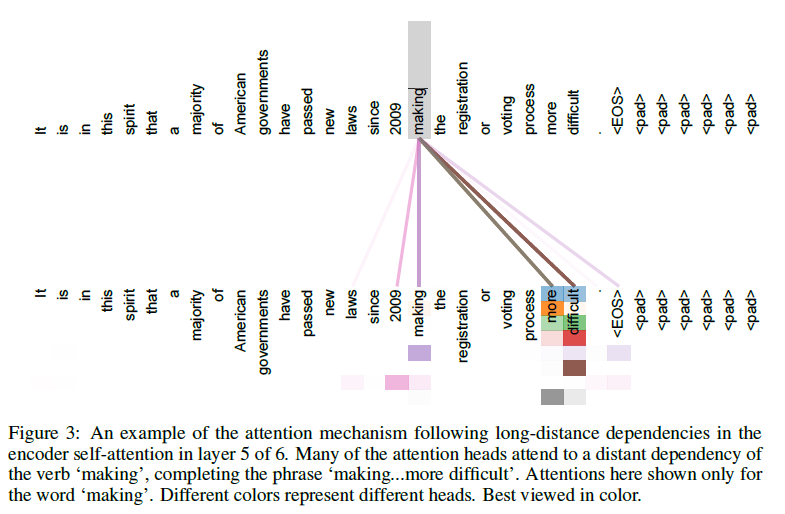 It is in this spirit that a majority of American governments have passed new laws since 2009 making the registration or voting process more difficult . <EOS> <pad> <pad> <pad> <pad> <pad> <pad>
It is in this spirit that a majority of American governments have passed new laws since 2009 making the registration or voting process more difficult . <EOS> <pad> <pad> <pad> <pad> <pad> <pad>
Figure 3: An example of the attention mechanism following long-distance dependencies in the
encoder self-attention in layer 5 of 6. Many of the attention heads attend to a distant dependency of
the verb ‘making’, completing the phrase ‘making...more difficult’. Attentions here shown only for
the word ‘making’. Different colors represent different heads. Best viewed in color.